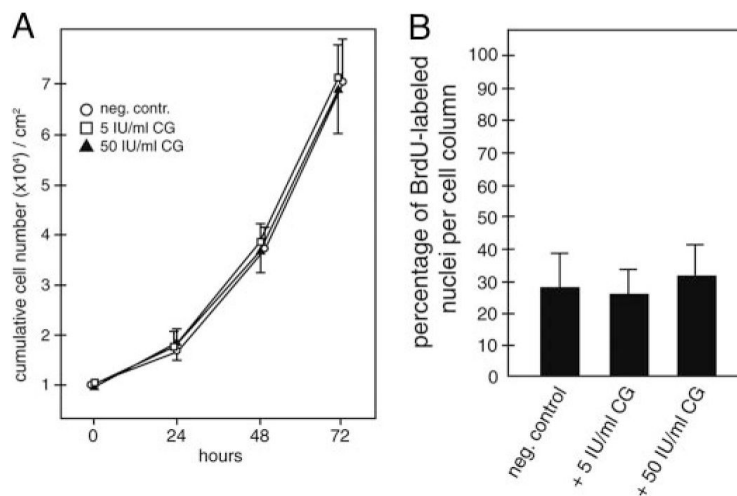 A
cumulative cell number (x10⁴) / cm²
7
6
5
4
3
2
1
neg. contr.
5 IU/ml CG
50 IU/ml CG
0
24
48
72
hours
B
percentage of BrdU-labeled
nuclei per cell column
100
90
80
70
60
50
40
30
20
10
0
neg. control
+ 5 IU/ml CG
+ 50 IU/ml CG